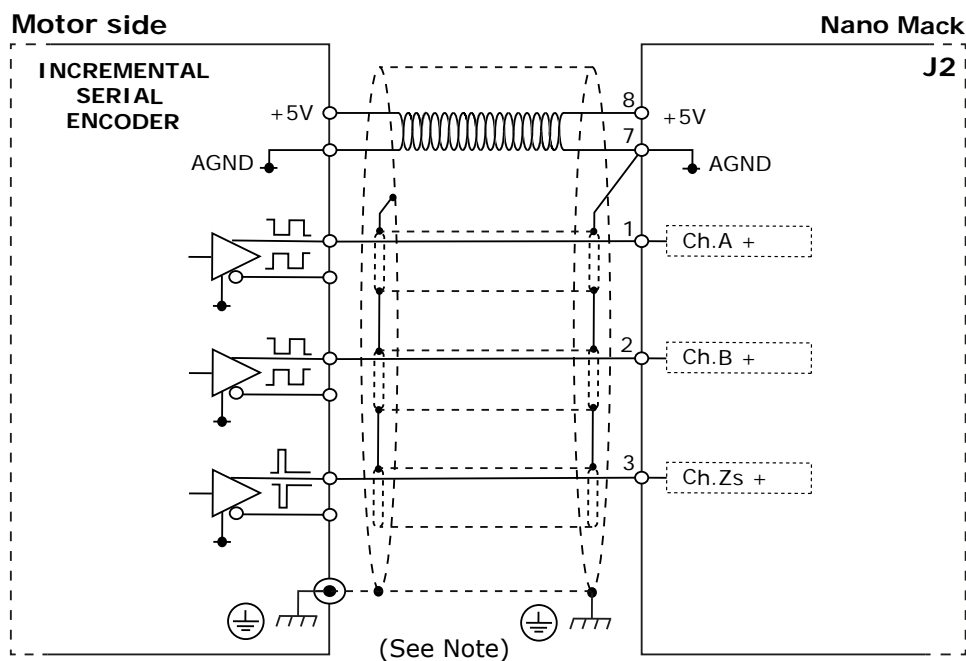 Motor side
Nano Mack
INCREMENTAL
SERIAL
ENCODER
J2
+5V
8
+5V
7
AGND
AGND
1
Ch.A +
2
Ch.B +
3
Ch.Zs +
(See Note)